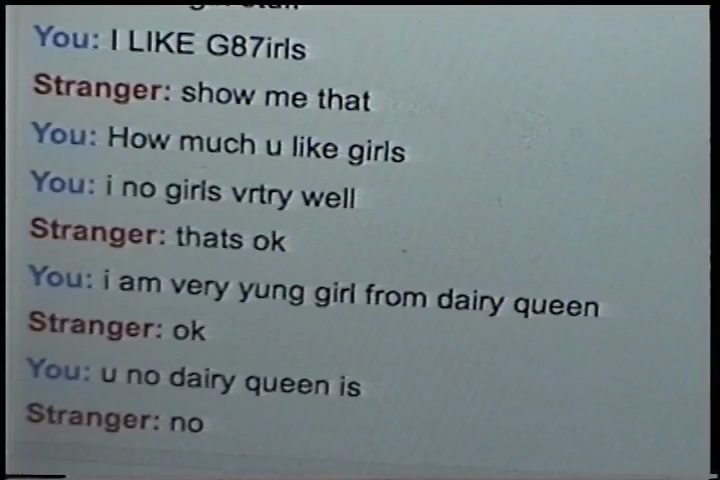 You: I LIKE G87irls
Stranger: show me that
You: How much u like girls
You: i no girls vrtry well
Stranger: thats ok
You: i am very yung girl from dairy queen
Stranger: ok
You: u no dairy queen is
Stranger: no